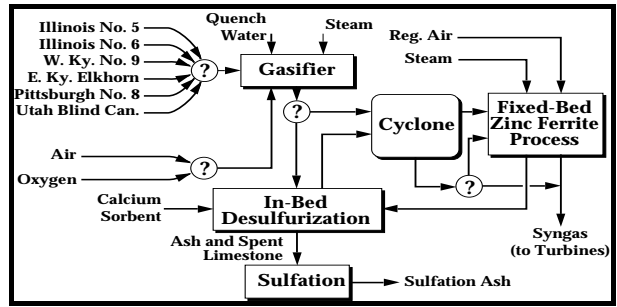 Illinois No. 5
Illinois No. 6
W. Ky. No. 9
E. Ky. Elkhorn
Pittsburgh No. 8
Utah Blind Can.
?
Quench
Water
Steam
Gasifier
?
Air
Oxygen
?
Cyclone
?
Reg. Air
Steam
Fixed-Bed
Zinc Ferrite
Process
Calcium
Sorbent
In-Bed
Desulfurization
Ash and Spent
Limestone
Sulfation
Sulfation Ash
Syngas
(to Turbines)